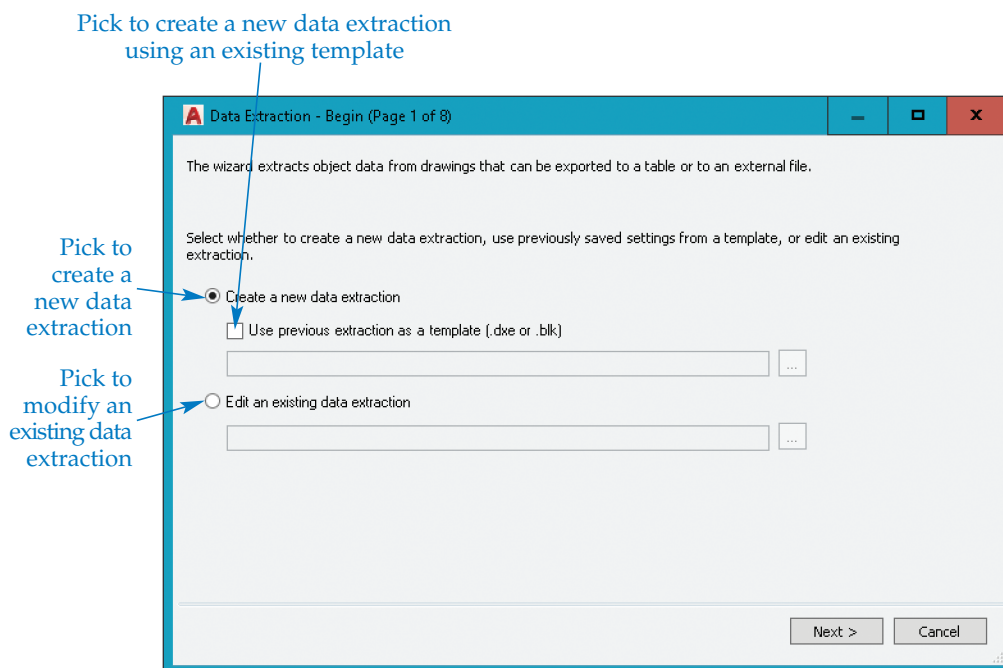 Pick to create a new data extraction
using an existing template
Data Extraction - Begin (Page 1 of 8)
The wizard extracts object data from drawings that can be exported to a table or to an external file.
Select whether to create a new data extraction, use previously saved settings from a template, or edit an existing
extraction.
Pick to
create a
new data
extraction
Create a new data extraction
Use previous extraction as a template (.dxe or .blk)
...
Pick to
modify an
existing data
extraction
Edit an existing data extraction
...
Next >
Cancel